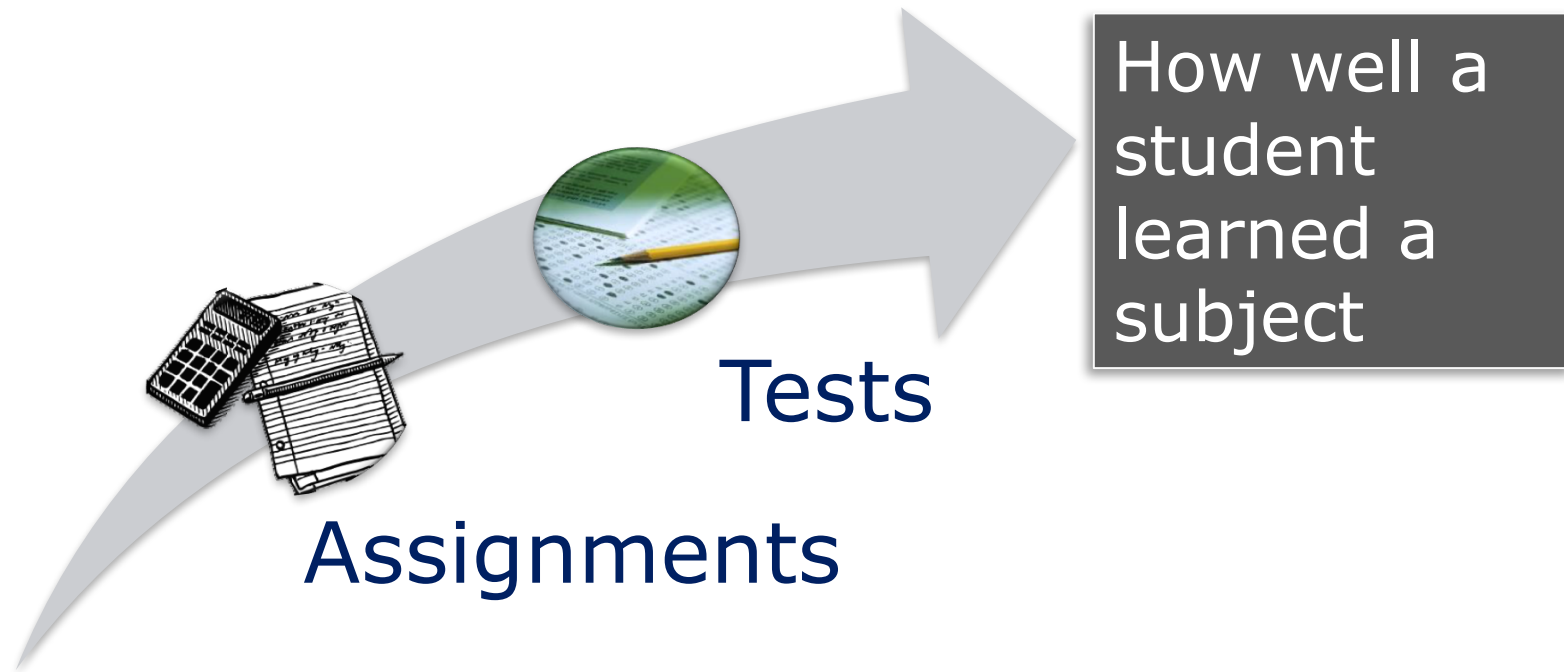 How well a
student
learned a
subject
Tests
Assignments